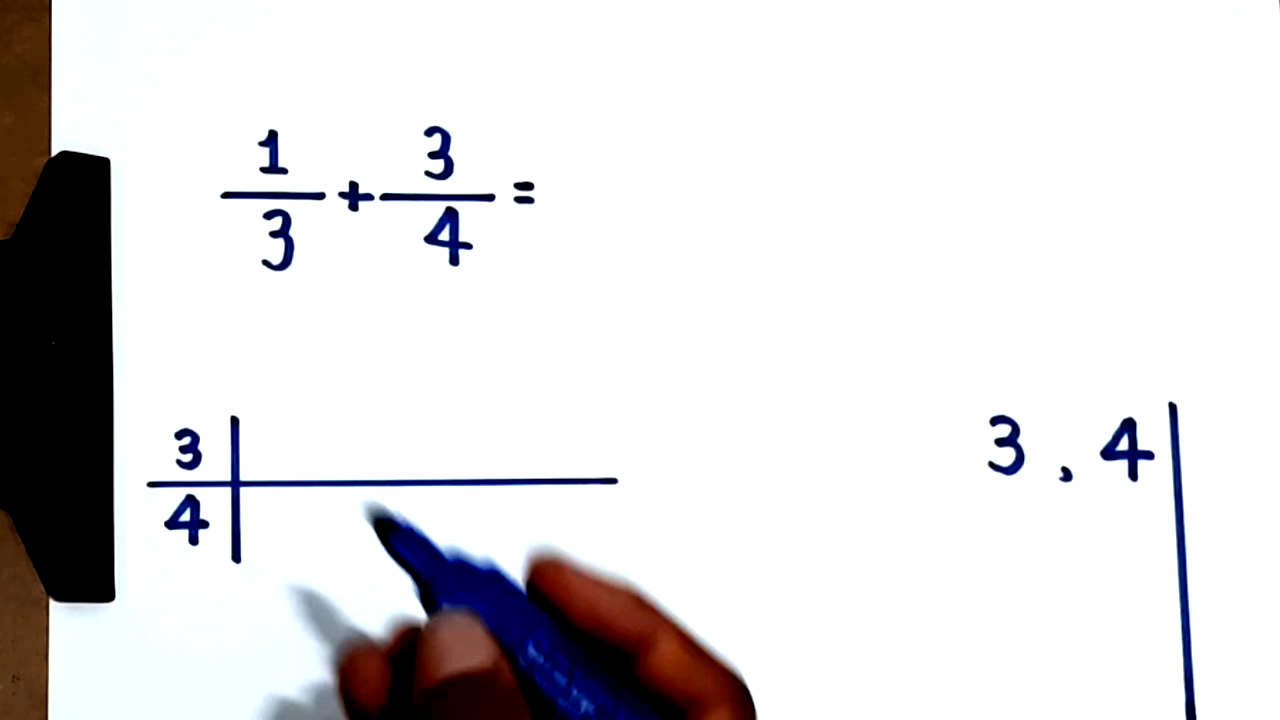 1/3 + 3/4 =
3
4
3 , 4